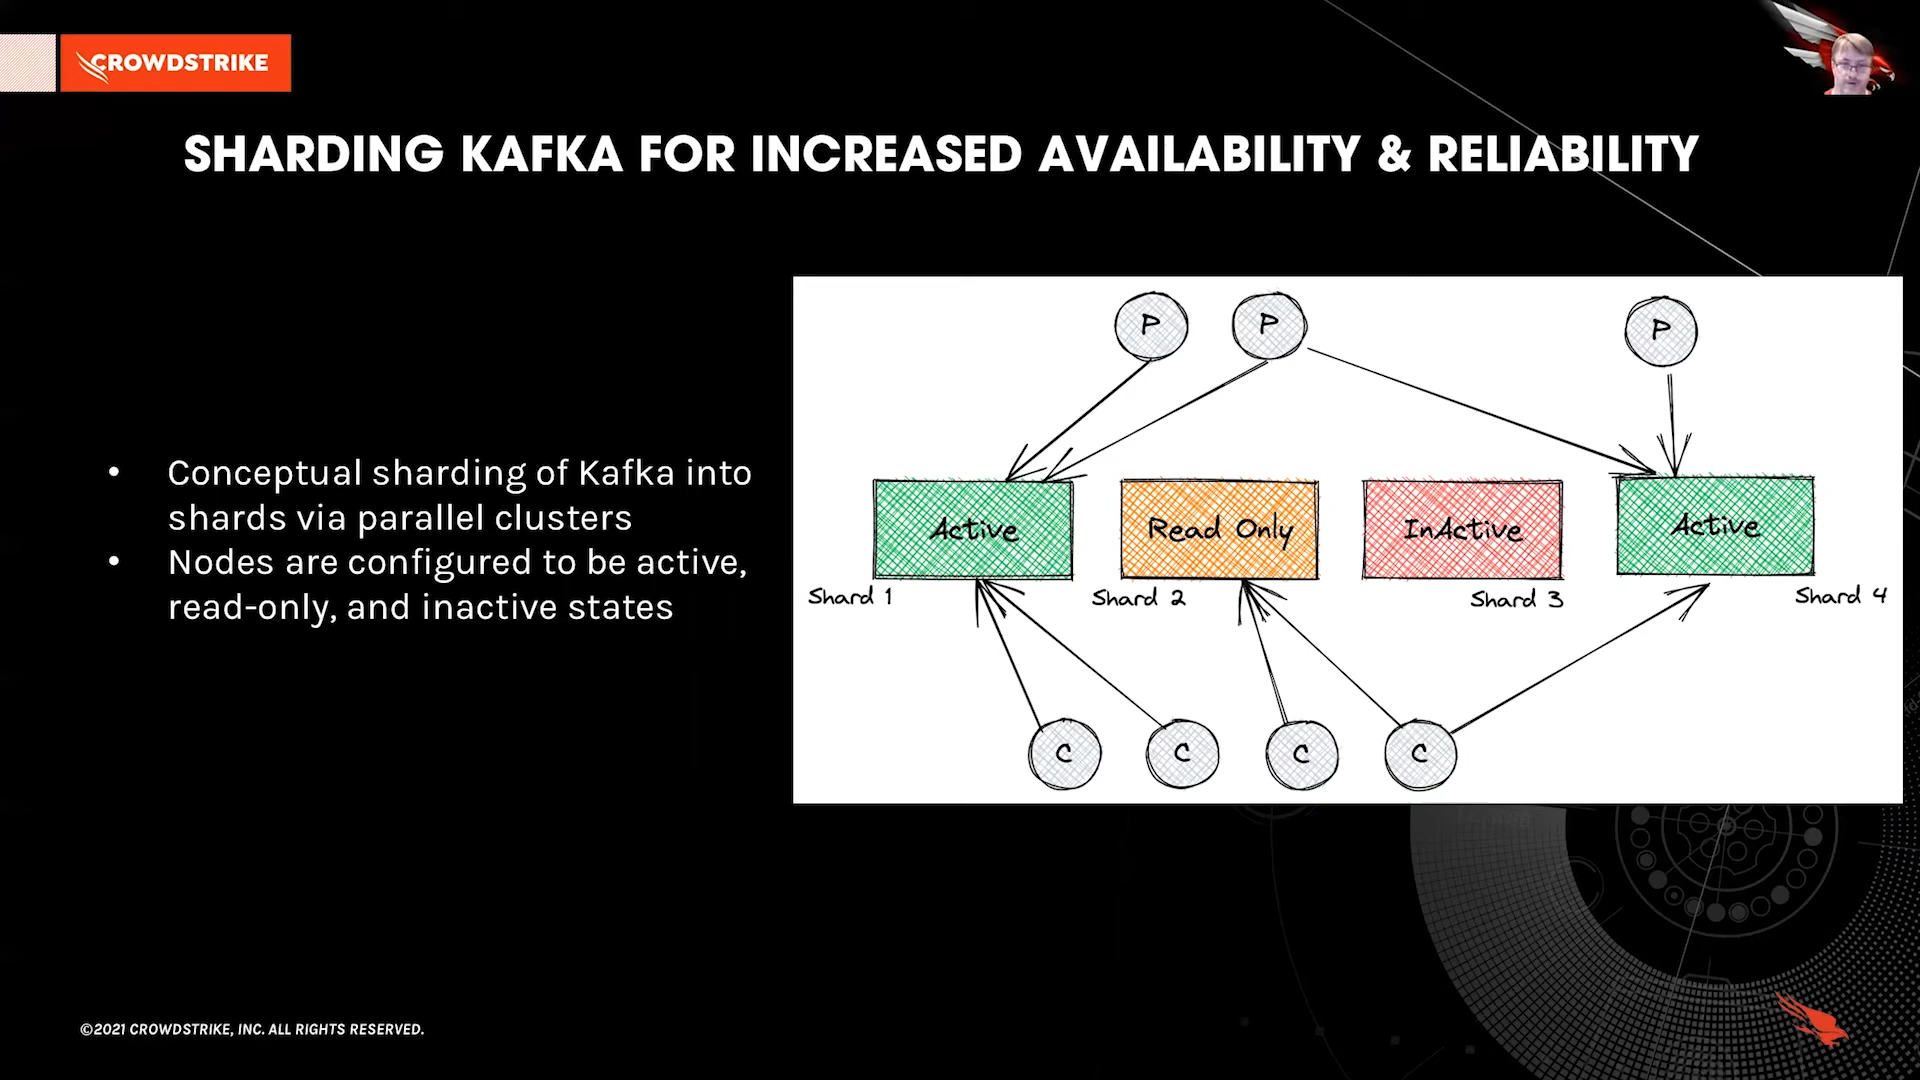 CROWDSTRIKE
SHARDING KAFKA FOR INCREASED AVAILABILITY & RELIABILITY
• Conceptual sharding of Kafka into
shards via parallel clusters
• Nodes are configured to be active,
read-only, and inactive states
P P P
Active Read Only InActive Active
Shard 1 Shard 2 Shard 3 Shard 4
C C C C
©2021 CROWDSTRIKE, INC. ALL RIGHTS RESERVED.